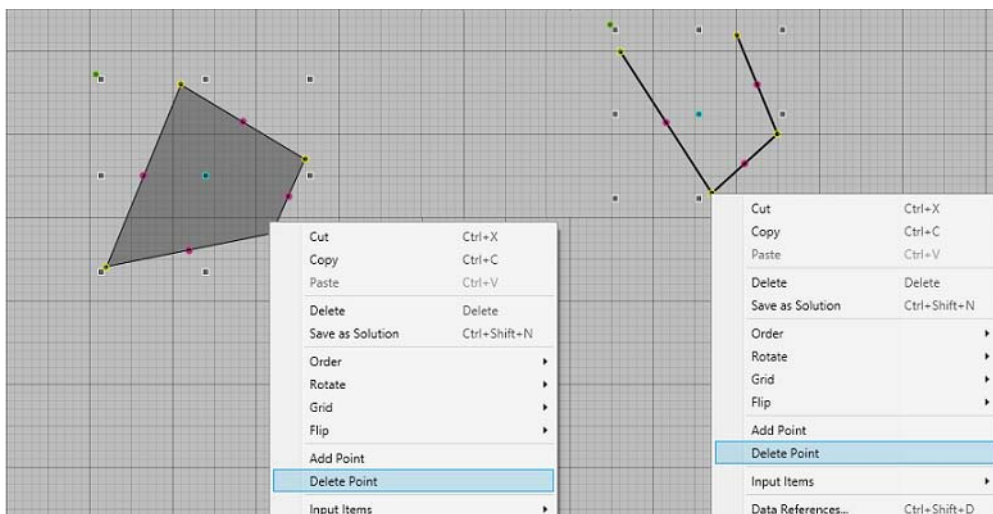 Cut Ctrl+X
Copy Ctrl+C
Paste Ctrl+V
Delete Delete
Save as Solution Ctrl+Shift+N
Order
Rotate
Grid
Flip
Add Point
Delete Point
Input Items
Cut Ctrl+X
Copy Ctrl+C
Paste Ctrl+V
Delete Delete
Save as Solution Ctrl+Shift+N
Order
Rotate
Grid
Flip
Add Point
Delete Point
Input Items
Data References... Ctrl+Shift+D